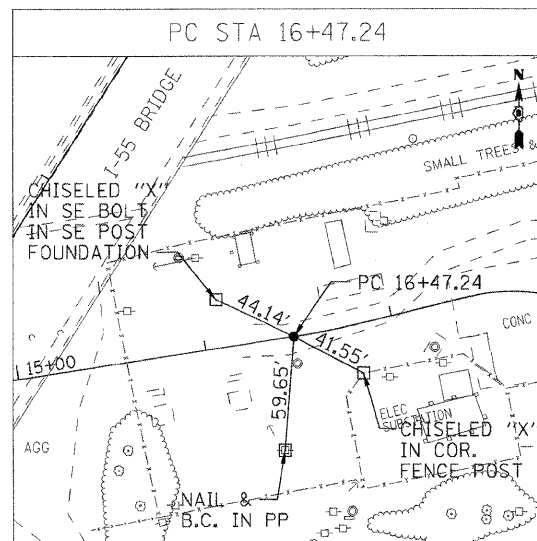 PC STA 16+47.24
I-55 BRIDGE
N
SMALL TREES &
CHISELED "X"
IN SE BOLT
IN SE POST
FOUNDATION
PC 16+47.24
44.14'
41.55'
59.65'
15+00
CONC
ELEC
SUBSTATION
AGG
CHISELED "X"
IN COR.
FENCE POST
NAIL &
B.C. IN PP